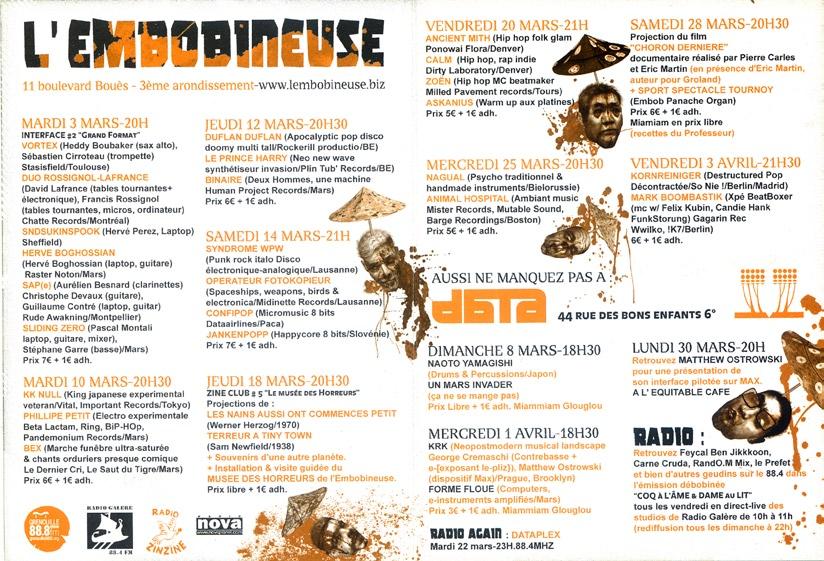 L'EMBOBINEUSE
11 boulevard Bouès - 3ème arondissement-www.lembobineuse.biz
MARDI 3 MARS-20H
INTERFACE #2 "GRAND FORMAT"
VORTEX (Heddy Boubaker (sax alto),
Sébastien Cirroteau (trompette)
Stasisfield/Toulouse)
DUO ROSSIGNOL-LAFRANCE
(David Lafrance (tables tournantes+
électronique), Francis Rossignol
(tables tournantes, micros, ordinator)
Chatte Records/Montréal)
SNDSUKINSPOOK (Hervé Perez, Laptop)
Sheffield)
HERVE BOGHOSSIAN
(Hervé Boghossian (laptop, guitare)
Raster Noton/Mars)
SAP(e) (Aurélien Besnard (clarinettes)
Christophe Devaux (guitare),
Guillaume Contré (laptop, guitar)
Rude Awakning/Montpellier)
SLIDING ZERO (Pascal Montali
laptop, guitare, mixer),
Stéphane Garre (basse)/Mars)
Prix 7€ + 1€ adh.
MARDI 10 MARS-20H30
KK NULL (King japanese experimental
veteran/Vital, Important Records/Tokyo)
PHILLIPE PETIT (Electro experimentale
Beta Lactam, Ring, BiP-HOp,
Pandemonium Records/Mars)
BEX (Marche funèbre ultra-saturée
& chants orduriers presque comique
Le Dernier Cri, Le Saut du Tigre/Mars)
Prix 6€ + 1€ adh.
GRENOUILLE
88.8 fm
RADIO GALERE
88.4 FM
RADIO
ZINZINE
nova
JEUDI 12 MARS-20H30
DUFLAN DUFLAN (Apocalyptic pop disco
doomy multi tall/Rockerill productio/BE)
LE PRINCE HARRY (Neo new wave
synthétiseur invasion/Plin Tub' Records/BE)
BINAIRE (Deux Hommes, une machine
Human Project Records/Mars)
Prix 6€ + 1€ adh.
SAMEDI 14 MARS-21H
SYNDROME WPW
(Punk rock italo Disco
électronique-analogique/Lausanne)
OPERATEUR FOTOKOPIEUR
(Spaceships, weapons, birds &
electronica/Midinette Records/Lausanne)
CONFIPOP (Micromusic 8 bits
Dataairlines/Paca)
JANKENPOPP (Happycore 8 bits/Slovénie)
Prix 7€ + 1€ adh.
JEUDI 18 MARS-20H30
ZINE CLUB # 5 "LE MUSÉE DES HORREURS"
Projections de :
LES NAINS AUSSI ONT COMMENCES PETIT
(Werner Herzog/1970)
TERREUR A TINY TOWN
(Sam Newfield/1938)
+ Souvenirs d'une autre planète.
+ Installation & visite guidée du
MUSEE DES HORREURS de l'Embobineuse.
Prix libre + 1€ adh.
VENDREDI 20 MARS-21H
ANCIENT MITH (Hip hop folk glam
Ponowai Flora/Denver)
CALM (Hip hop, rap indie
Dirty Laboratory/Denver)
ZOËN (Hip hop MC beatmaker
Milled Pavement records/Tours)
ASKANIUS (Warm up aux platines)
Prix 5€ + 1€ adh.
MERCREDI 25 MARS-20H30
NAGUAL (Psycho traditionnel &
handmade instruments/Bielorussie)
ANIMAL HOSPITAL (Ambiant music
Mister Records, Mutable Sound,
Barge Recordings/Boston)
Prix 5€ + 1€ adh.
SAMEDI 28 MARS-20H30
Projection du film
"CHORON DERNIERE"
documentaire réalisé par Pierre Carles
et Eric Martin (en présence d'Eric Martin,
auteur pour Groland)
+ SPORT SPECTACLE TOURNOY
(Embob Panache Organ)
Prix 6€ + 1€ adh.
Miamiam en prix libre
(recettes du Professeur)
VENDREDI 3 AVRIL-21H30
KORNREINIGER (Destructured Pop
Décontractée/So Nie !/Berlin/Madrid)
MARK BOOMBASTIK (Xpé BeatBoxer
(mc w/ Felix Kubin, Candie Hank
FunkStorung) Gagarin Rec
Wwilko, !K7/Berlin)
6€ + 1€ adh.
AUSSI NE MANQUEZ PAS A :
DATA
44 RUE DES BONS ENFANTS 6°
DIMANCHE 8 MARS-18H30
NAOTO YAMAGISHI
(Drums & Percussions/Japon)
UN MARS INVADER
(ça ne se mange pas)
Prix Libre + 1€ adh. Miammiam Glouglou
MERCREDI 1 AVRIL-18H30
KRK (Neopostmodern musical landscape
George Cremaschi (Contrebasse +
e-[exposant le-pliz}), Matthew Ostrowski
(dispositif Max)/Prague, Brooklyn)
FORME FLOUE (Computers,
e-instruments amplifiés/Mars)
Prix 3€ + 1€ adh. Miammiam Glouglou
RADIO AGAIN : DATAPLEX
Mardi 22 mars-23H.88.4MHZ
LUNDI 30 MARS-20H
Retrouvez MATTHEW OSTROWSKI
pour une présentation de
son interface pilotée sur MAX.
A L' EQUITABLE CAFE
RADIO :
Retrouvez Feycal Ben Jikkkoon,
Carne Cruda, RandO.M Mix, le Prefet
et bien d'autres geudins sur le 88.4 dans
l'émission débobinée
"COQ À L'ÂME & DAME au LIT"
tous les vendredi en direct-live des
studios de Radio Galère de 10h à 11h
(rediffusion tous les dimanche à 22h)